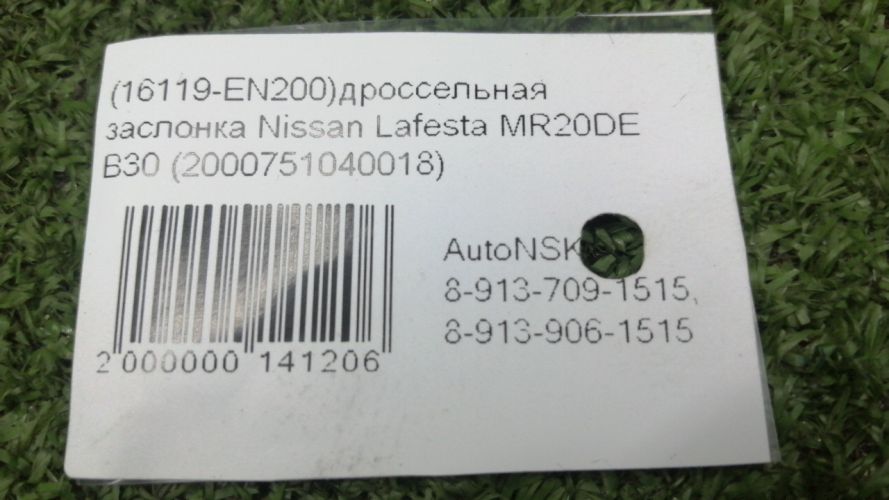 (16119-EN200)дроссельная
заслонка Nissan Lafesta MR20DE
B30 (2000751040018)
AutoNSK
8-913-709-1515,
8-913-906-1515
2 000000 141206